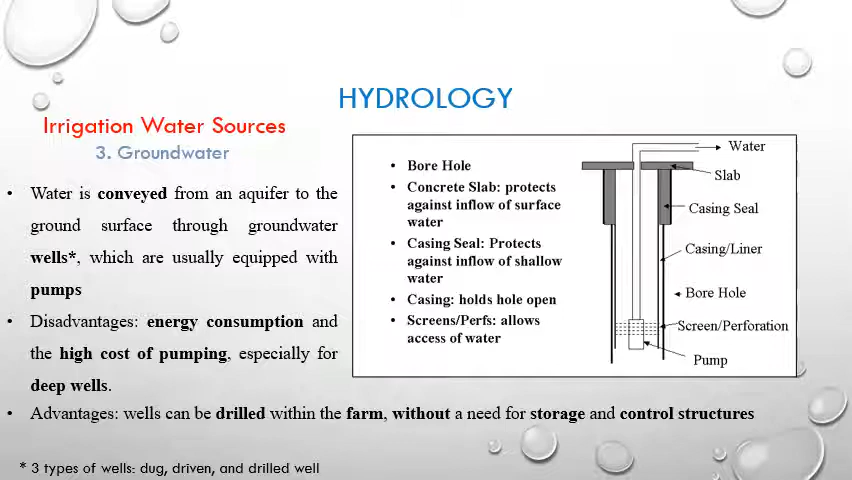 HYDROLOGY
Irrigation Water Sources
3. Groundwater
• Water is conveyed from an aquifer to the
ground surface through groundwater
wells*, which are usually equipped with
pumps
• Disadvantages: energy consumption and
the high cost of pumping, especially for
deep wells.
• Advantages: wells can be drilled within the farm, without a need for storage and control structures
• Bore Hole
• Concrete Slab: protects
against inflow of surface
water
• Casing Seal: Protects
against inflow of shallow
water
• Casing: holds hole open
• Screens/Perfs: allows
access of water
Water
Slab
Casing Seal
Casing/Liner
Bore Hole
Screen/Perforation
Pump
* 3 types of wells: dug, driven, and drilled well